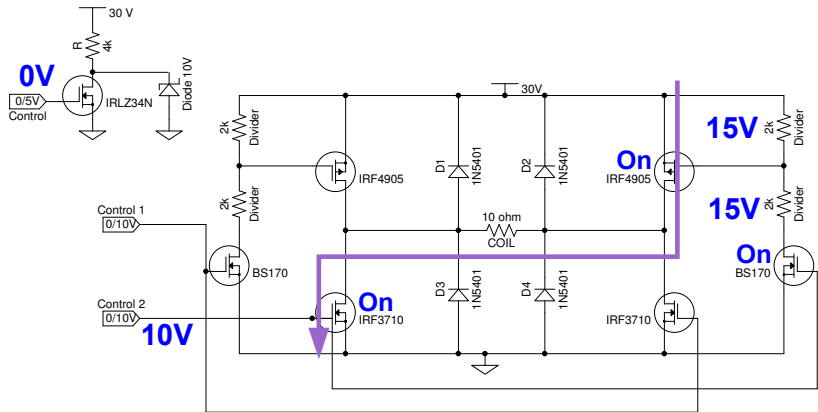 30 V
R
4k
0V
0/5V
Control
IRLZ34N
Diode 10V
30V
2k
Divider
IRF4905
D1
1N5401
D2
1N5401
On
IRF4905
15V
2k
Divider
2k
Divider
15V
2k
Divider
Control 1
0/10V
10 ohm
COIL
BS170
On
BS170
Control 2
0/10V
10V
On
IRF3710
D3
1N5401
D4
1N5401
IRF3710